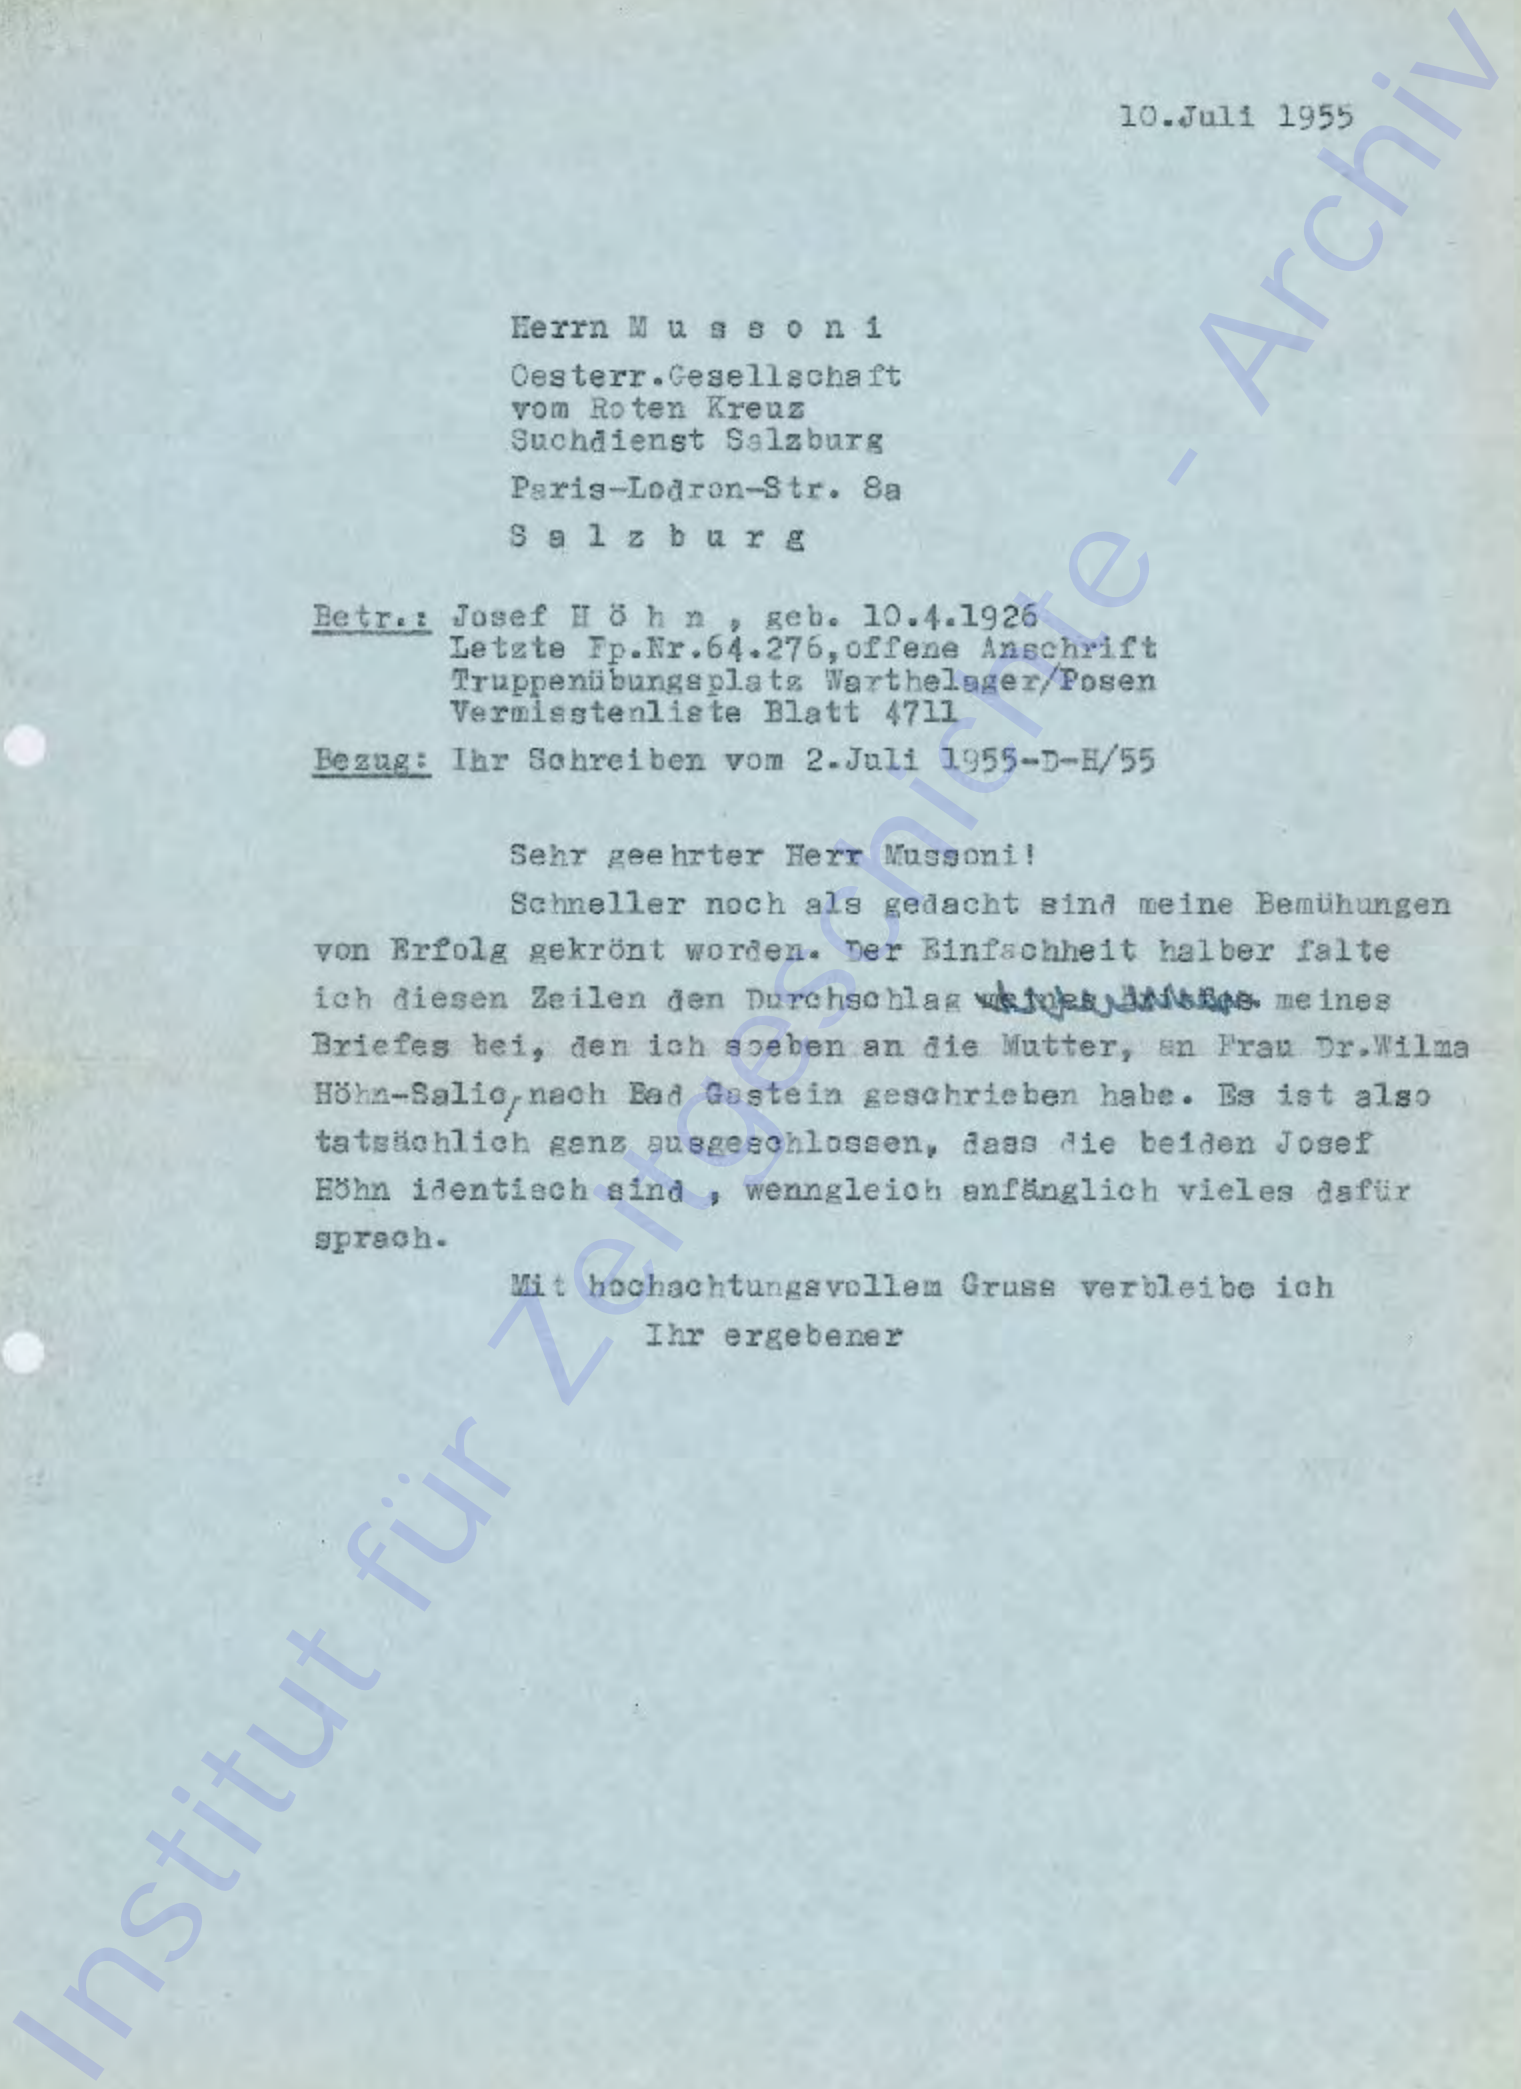 10.Juli 1955
Herrn M u s s o n i
Oesterr.Gesellschaft
vom Roten Kreuz
Suchdienst Salzburg
Paris-Lodron-Str. 8a
S a l z b u r g
Betr.: Josef H ö h n , geb. 10.4.1926
Letzte Fp.Nr.64.276,offene Anschrift
Truppenübungsplatz Warthelager/Posen
Vermisstenliste Blatt 4711
Bezug: Ihr Schreiben vom 2.Juli 1955-D-H/55
Sehr geehrter Herr Mussoni!
Schneller noch als gedacht sind meine Bemühungen
von Erfolg gekrönt worden. Der Einfachheit halber falte
ich diesen Zeilen den Durchschlag meines
Briefes bei, den ich soeben an die Mutter, an Frau Dr.Wilma
Höhn-Salic, nach Bad Gastein geschrieben habe. Es ist also
tatsächlich ganz ausgeschlossen, dass die beiden Josef
Höhn identisch sind , wenngleich anfänglich vieles dafür
sprach.
Mit hochachtungsvollem Gruss verbleibe ich
Ihr ergebener
Institut für Zeitgeschichte - Archiv